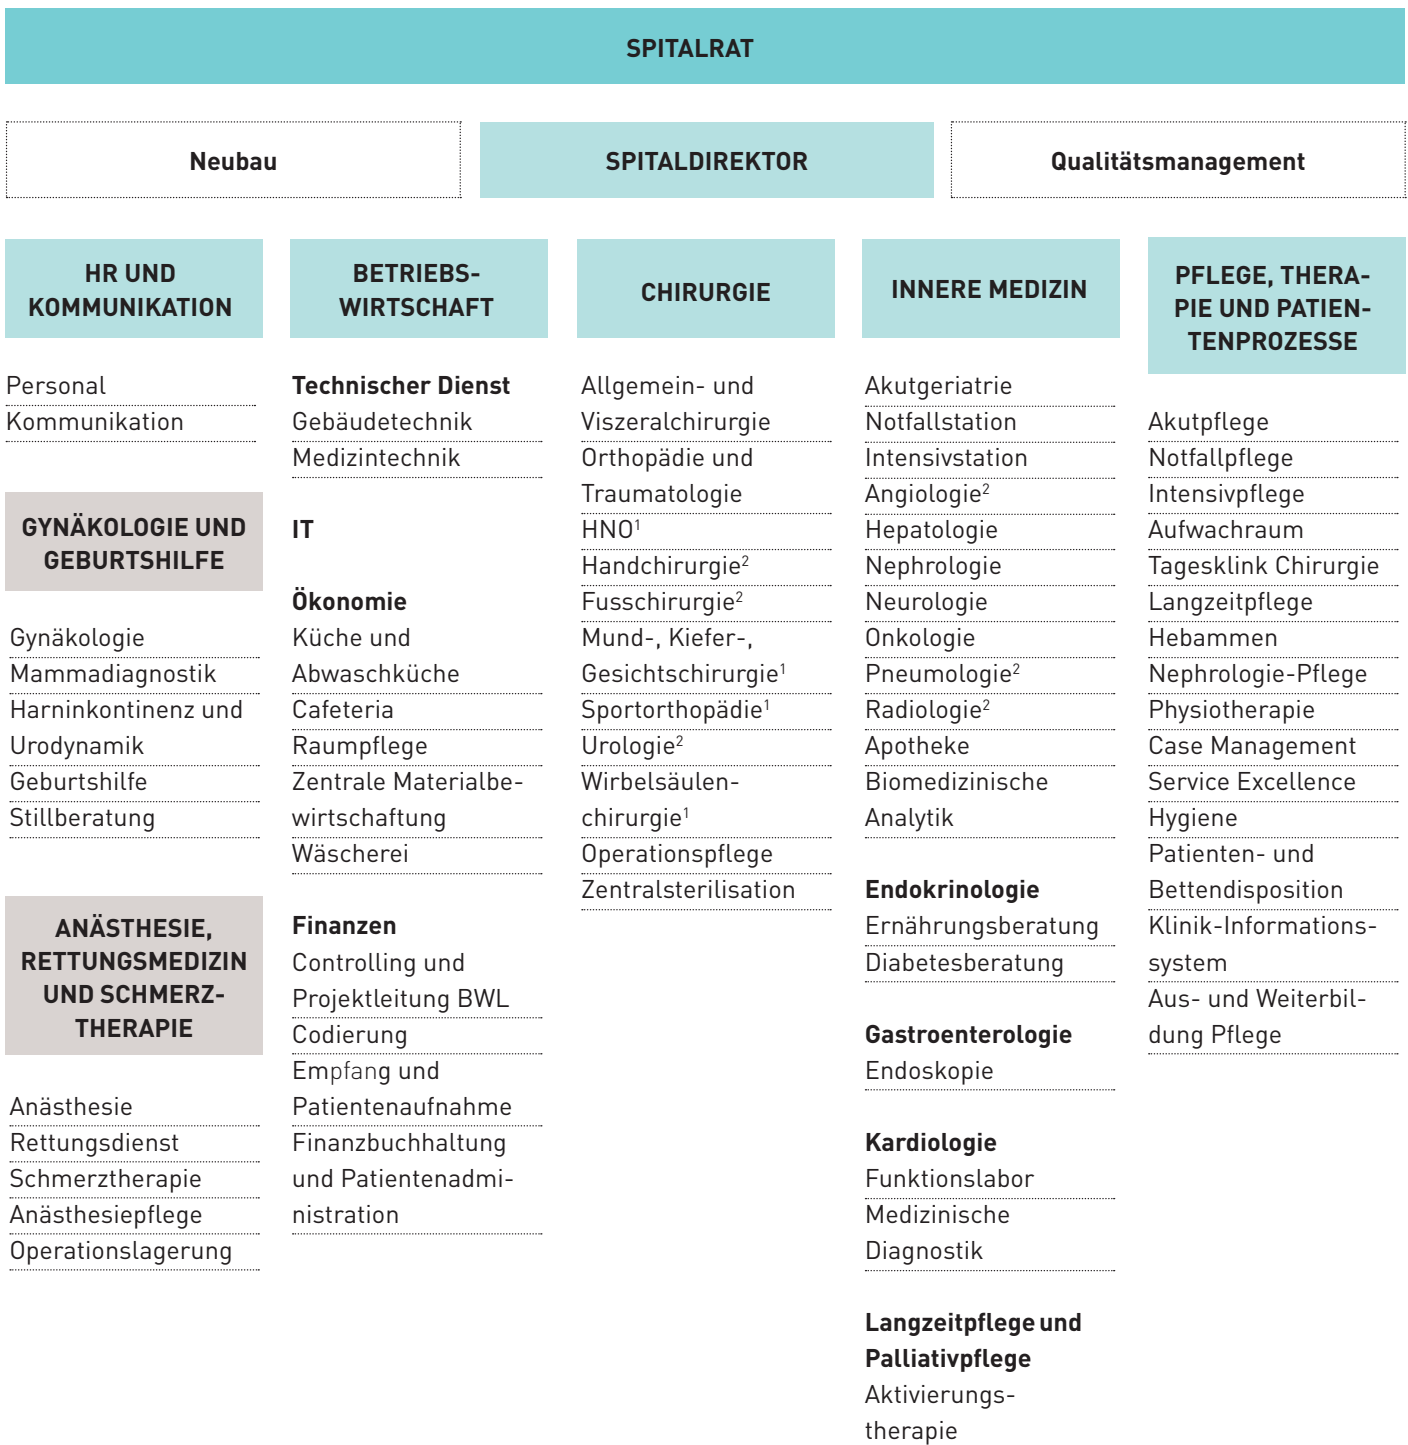 SPITALRAT
Neubau
SPITALDIREKTOR
Qualitätsmanagement
HR UND
KOMMUNIKATION
Personal
Kommunikation
GYNÄKOLOGIE UND
GEBURTSHILFE
Gynäkologie
Mammadiagnostik
Harninkontinenz und
Urodynamik
Geburtshilfe
Stillberatung
ANÄSTHESIE,
RETTUNGSMEDIZIN
UND SCHMERZ-
THERAPIE
Anästhesie
Rettungsdienst
Schmerztherapie
Anästhesiepflege
Operationslagerung
BETRIEBS-
WIRTSCHAFT
Technischer Dienst
Gebäudetechnik
Medizintechnik
IT
Ökonomie
Küche und
Abwaschküche
Cafeteria
Raumpflege
Zentrale Materialbe-
wirtschaftung
Wäscherei
Finanzen
Controlling und
Projektleitung BWL
Codierung
Empfang und
Patientenaufnahme
Finanzbuchhaltung
und Patientenadmi-
nistration
CHIRURGIE
Allgemein- und
Viszeralchirurgie
Orthopädie und
Traumatologie
HNO¹
Handchirurgie²
Fusschirurgie²
Mund-, Kiefer-,
Gesichtschirurgie¹
Sportorthopädie¹
Urologie²
Wirbelsäulen-
chirurgie¹
Operationspflege
Zentralsterilisation
INNERE MEDIZIN
Akutgeriatrie
Notfallstation
Intensivstation
Angiologie²
Hepatologie
Nephrologie
Neurologie
Onkologie
Pneumologie²
Radiologie²
Apotheke
Biomedizinische
Analytik
Endokrinologie
Ernährungsberatung
Diabetesberatung
Gastroenterologie
Endoskopie
Kardiologie
Funktionslabor
Medizinische
Diagnostik
Langzeitpflege und
Palliativpflege
Aktivierungs-
therapie
PFLEGE, THERA-
PIE UND PATIEN-
TENPROZESSE
Akutpflege
Notfallpflege
Intensivpflege
Aufwachraum
Tagesklink Chirurgie
Langzeitpflege
Hebammen
Nephrologie-Pflege
Physiotherapie
Case Management
Service Excellence
Hygiene
Patienten- und
Bettendisposition
Klinik-Informations-
system
Aus- und Weiterbil-
dung Pflege